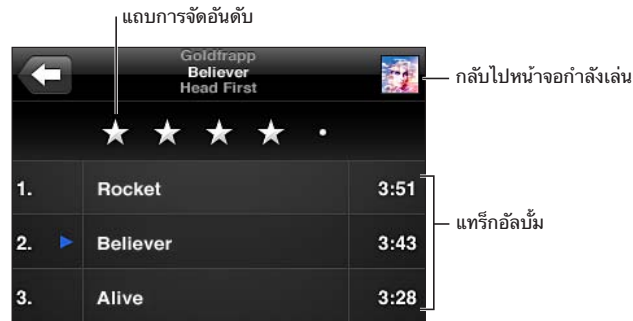 แถบการจัดอันดับ
Goldfrapp
Believer
Head First
กลับไปหน้าจอกำลังเล่น
1. Rocket 3:51
2. Believer 3:43
3. Alive 3:28
แทร็กอัลบั้ม